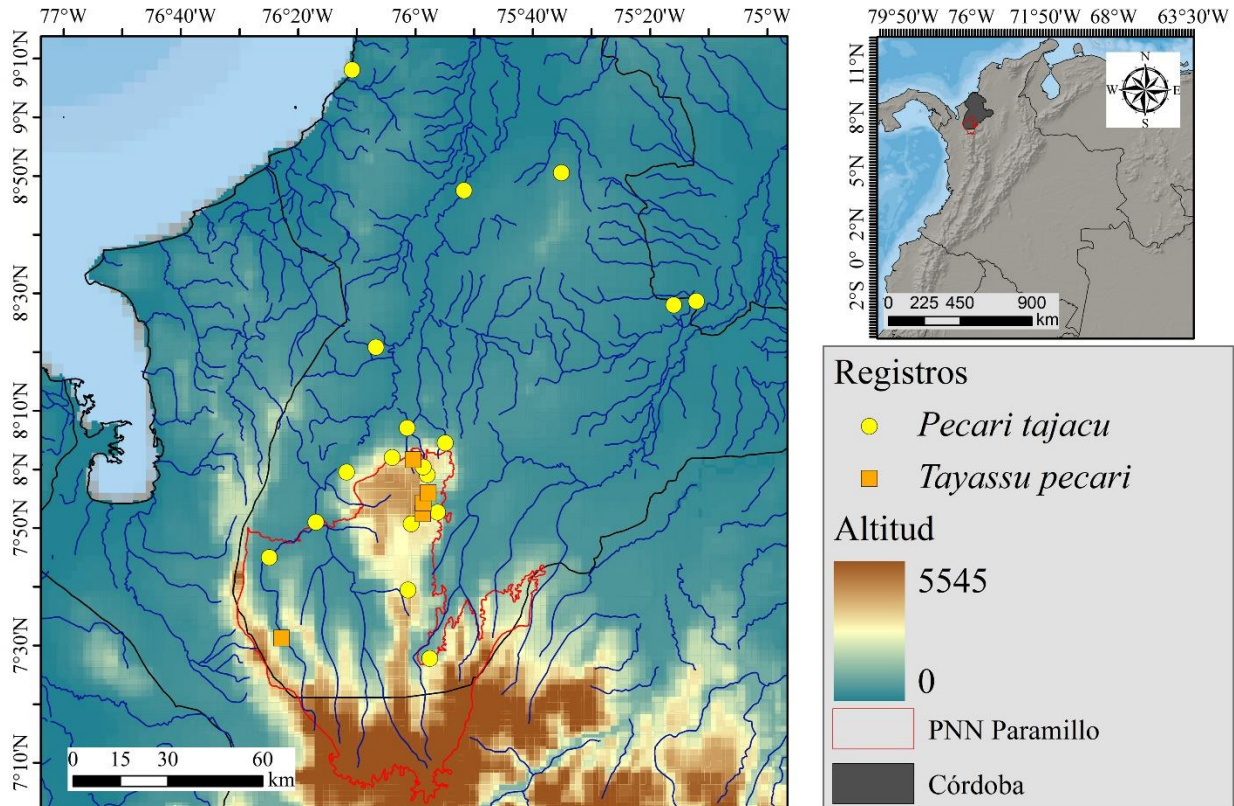 77°W 76°40'W 76°20'W 76°W 75°40'W 75°20'W 75°W
9°10'N
9°N
8°50'N
8°30'N
8°10'N
8°N
7°50'N
7°30'N
7°10'N
0 15 30 60
km
79°50'W 76°W 71°50'W 68°W 63°30'W
11°N
8°N
5°N
2°N
0°
2°S
N
W E
S
0 225 450 900
km
Registros
Pecari tajacu
Tayassu pecari
Altitud
5545
0
PNN Paramillo
Córdoba